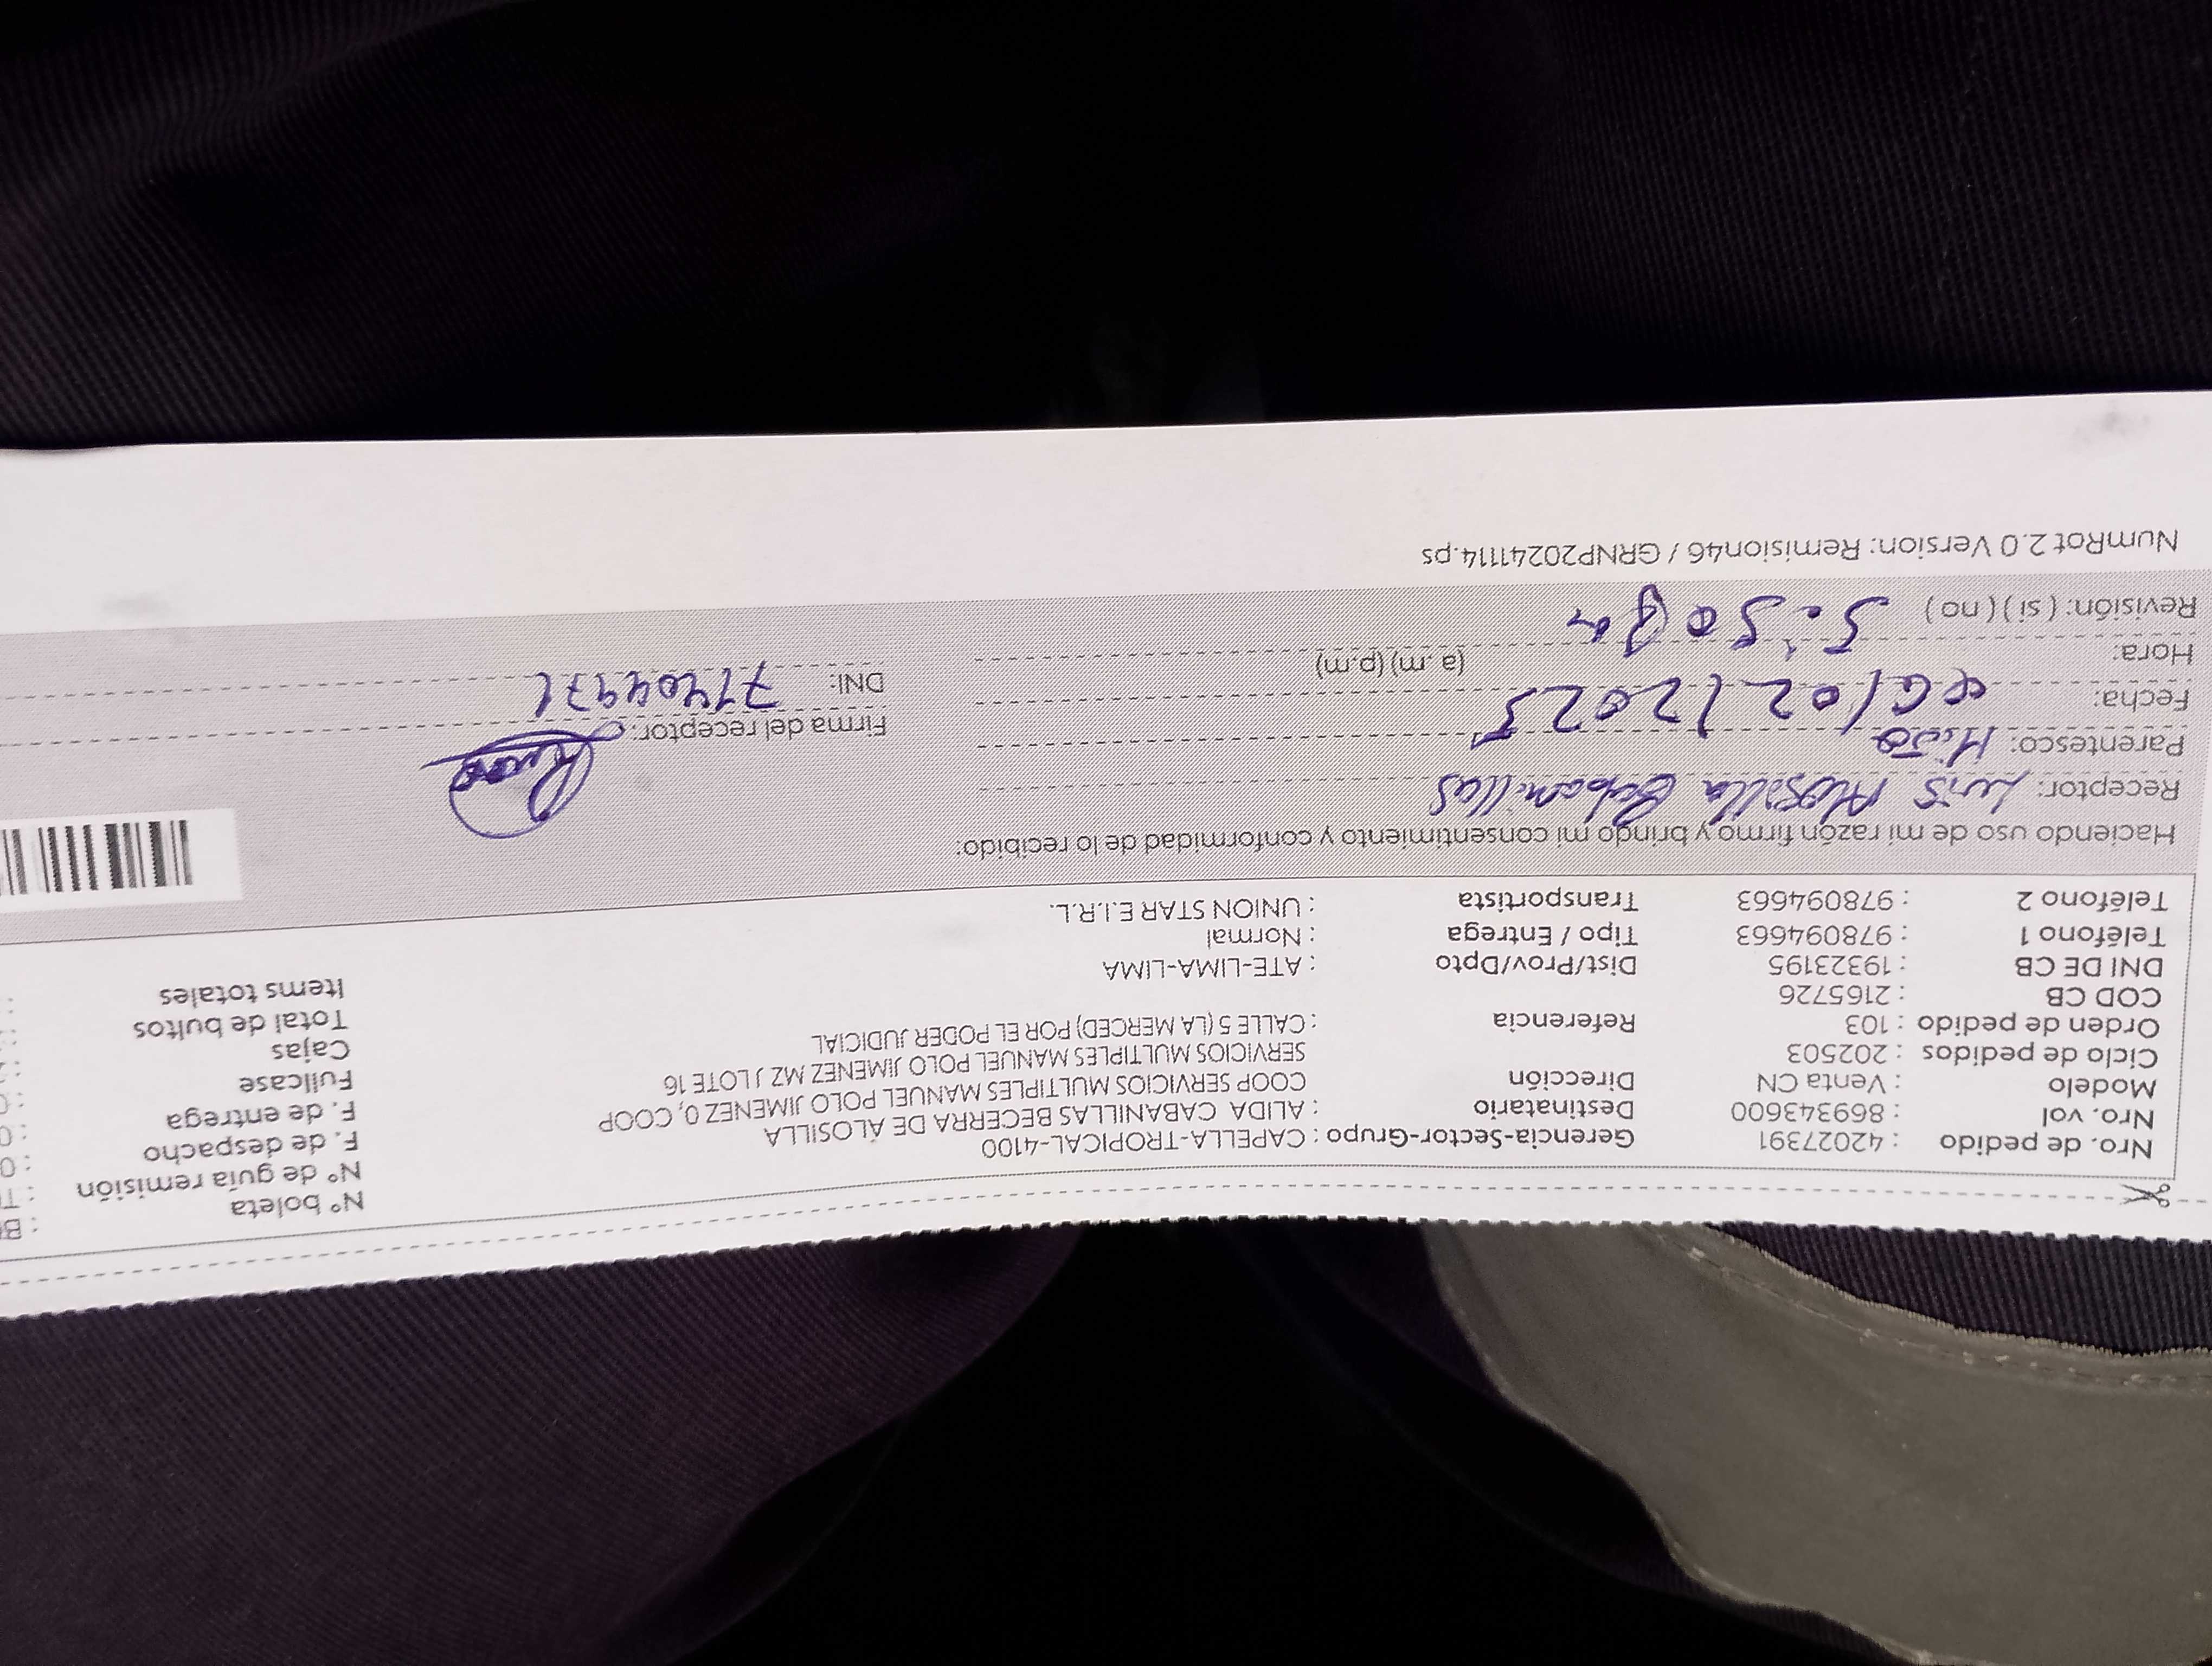 Nro. de pedido : 42027391
Nro. vol : 869343600
Modelo : Venta CN
Ciclo de pedidos : 202503
Orden de pedido : 103
COD CB : 2165726
DNI DE CB : 19323195
Teléfono 1 : 978094663
Teléfono 2 : 978094663
Gerencia-Sector-Grupo : CAPELLA-TROPICAL-4100
Destinatario : ALIDA CABANILLAS BECERRA DE ALOSILLA
Dirección COOP SERVICIOS MULTIPLES MANUEL POLO JIMENEZ 0, COOP
SERVICIOS MULTIPLES MANUEL POLO JIMENEZ MZ J LOTE 16
Referencia : CALLE 5 (LA MERCED) POR EL PODER JUDICIAL
Dist/Prov/Dpto : ATE-LIMA-LIMA
Tipo / Entrega : Normal
Transportista : UNION STAR E.I.R.L.
N° boleta :
N° de guía remisión :
F. de despacho :
F. de entrega :
Fullcase
Cajas :
Total de bultos :
Items totales :
Haciendo uso de mi razón firmo y brindo mi consentimiento y conformidad de lo recibido:
Receptor: Luis Alosilla Cabanillas
Parentesco: Hijo
Fecha: 06/02/2025
Hora: (a.m) (p.m)
Revisión: (si) (no) 5:50 pm
Firma del receptor:
DNI: 71404971
NumRot 2.0 Version: Remision46 / GRNP20241114.ps